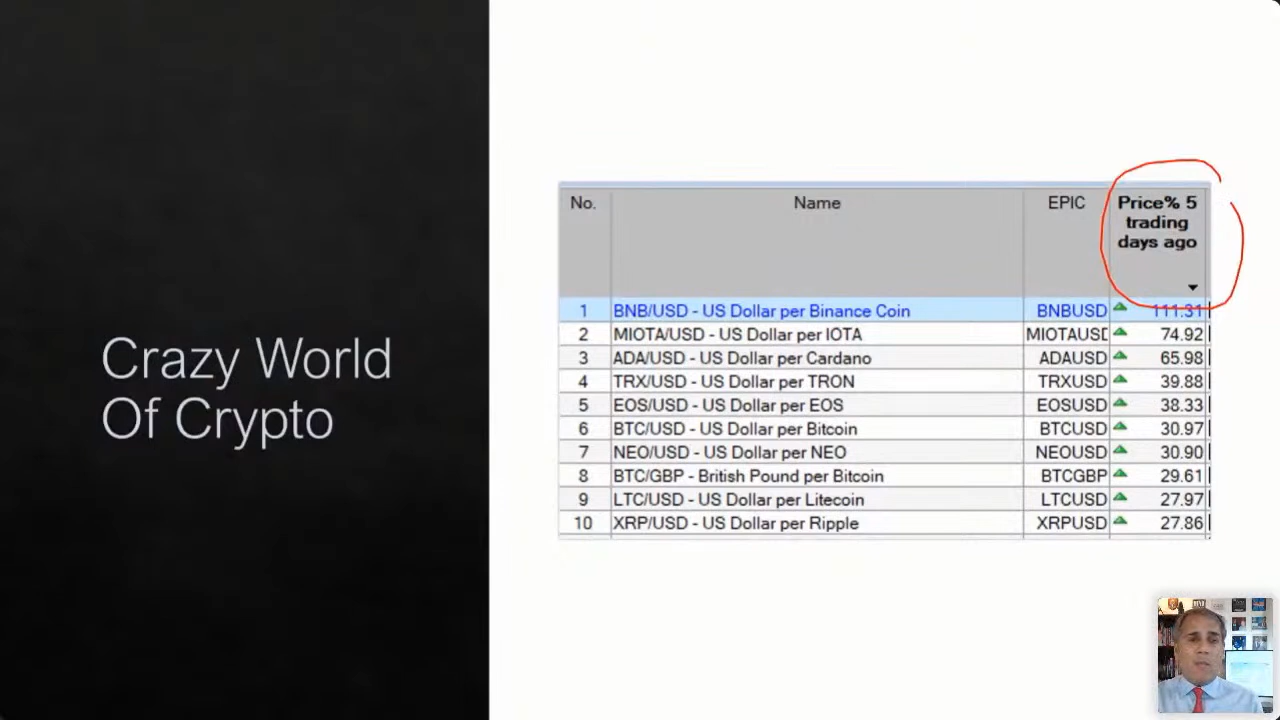 Crazy World
Of Crypto
No. Name EPIC Price% 5
trading
days ago
1 BNB/USD - US Dollar per Binance Coin BNBUSD 111.31
2 MIOTA/USD - US Dollar per IOTA MIOTAUSD 74.92
3 ADA/USD - US Dollar per Cardano ADAUSD 65.98
4 TRX/USD - US Dollar per TRON TRXUSD 39.88
5 EOS/USD - US Dollar per EOS EOSUSD 38.33
6 BTC/USD - US Dollar per Bitcoin BTCUSD 30.97
7 NEO/USD - US Dollar per NEO NEOUSD 30.90
8 BTC/GBP - British Pound per Bitcoin BTCGBP 29.61
9 LTC/USD - US Dollar per Litecoin LTCUSD 27.97
10 XRP/USD - US Dollar per Ripple XRPUSD 27.86